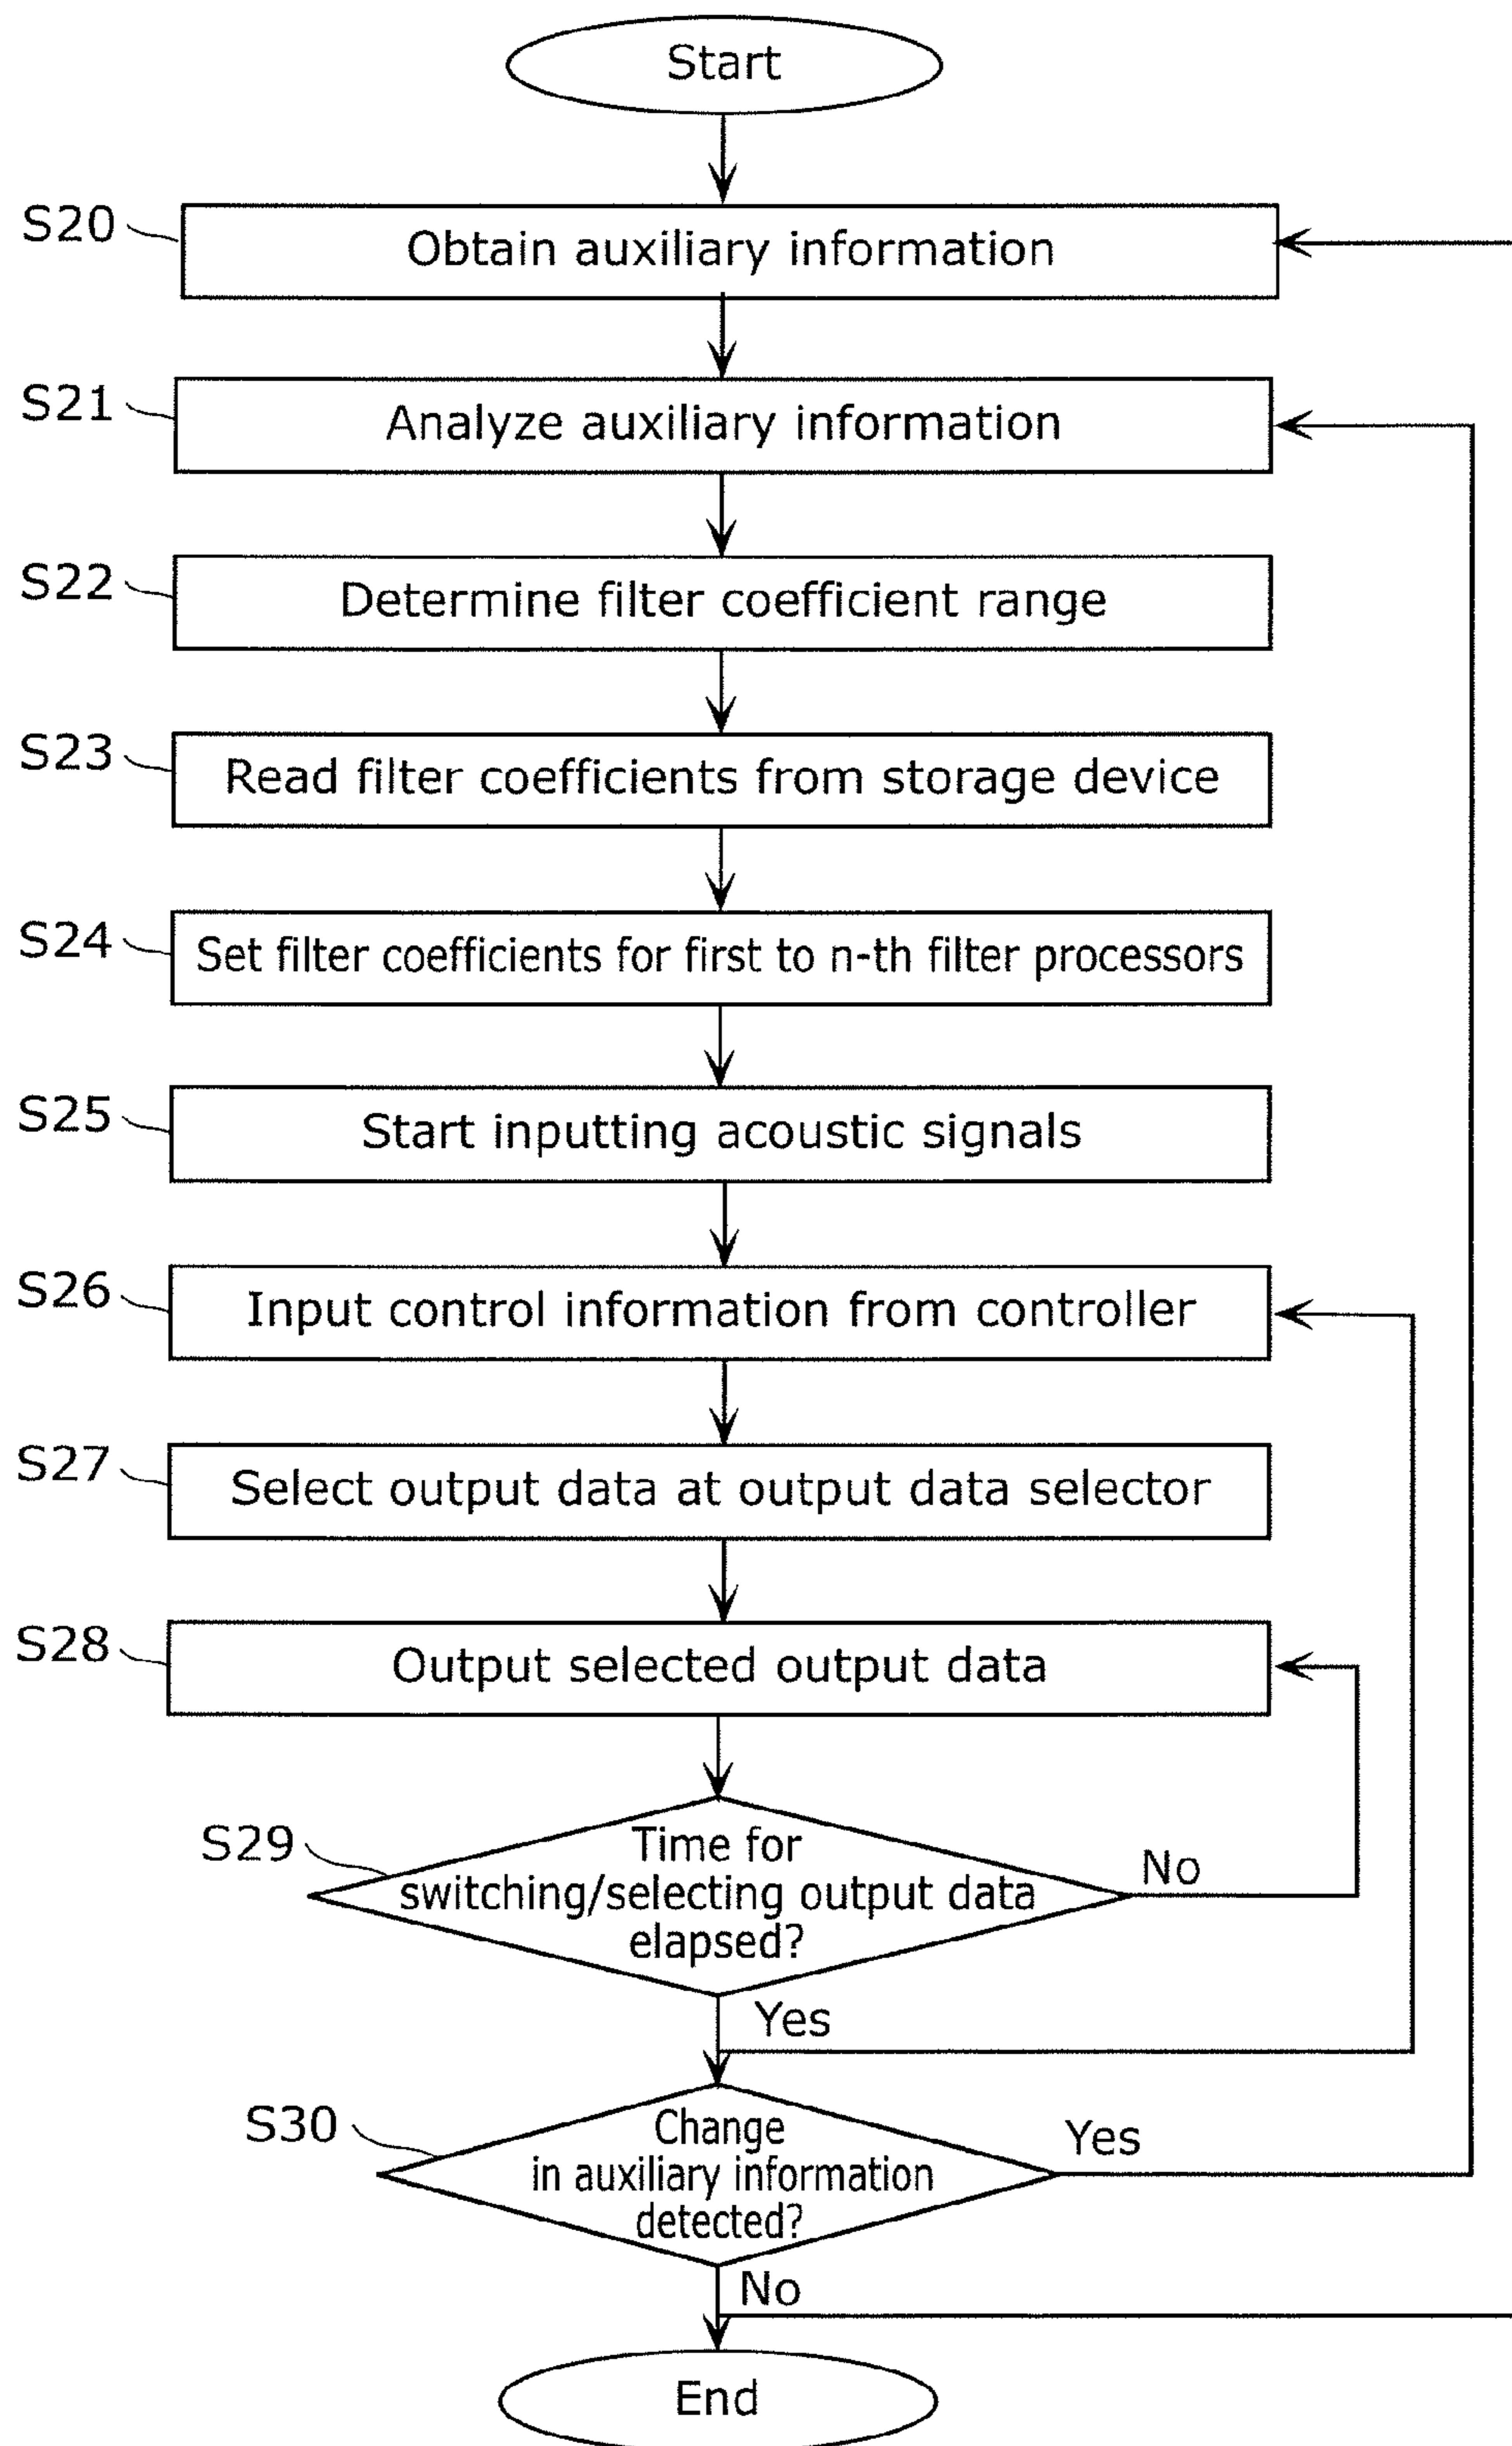 Start
S20
Obtain auxiliary information
S21
Analyze auxiliary information
S22
Determine filter coefficient range
S23
Read filter coefficients from storage device
S24
Set filter coefficients for first to n-th filter processors
S25
Start inputting acoustic signals
S26
Input control information from controller
S27
Select output data at output data selector
S28
Output selected output data
S29
Time for
switching/selecting output data
elapsed?
No
Yes
S30
Change
in auxiliary information
detected?
Yes
No
End